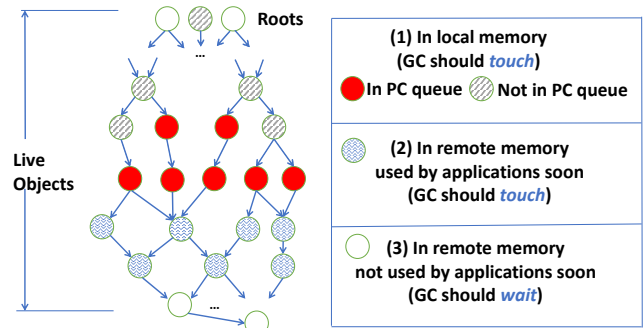 Roots
...
Live
Objects
...
(1) In local memory
(GC should touch)
In PC queue Not in PC queue
(2) In remote memory
used by applications soon
(GC should touch)
(3) In remote memory
not used by applications soon
(GC should wait)